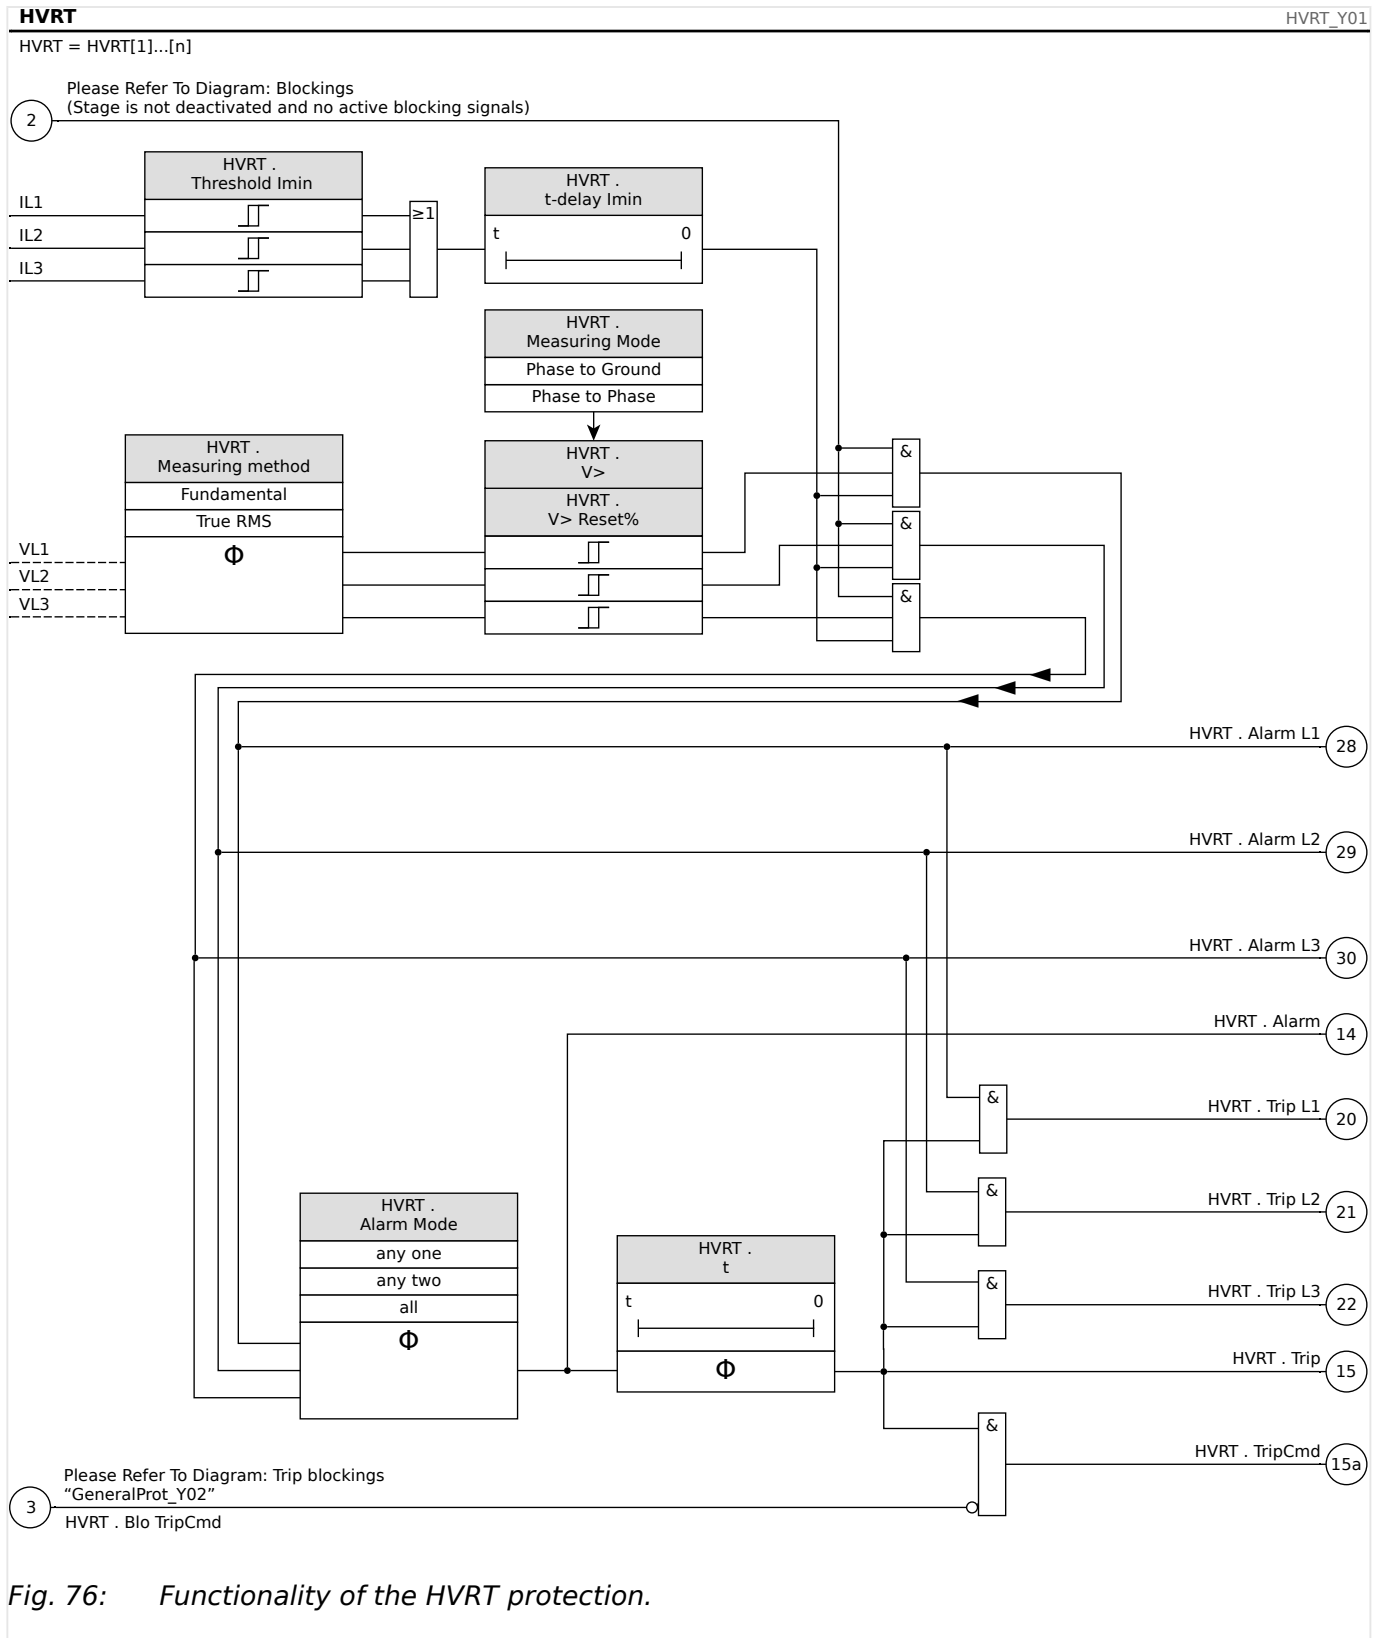 HVRT
HVRT_Y01
HVRT = HVRT[1]...[n]
Please Refer To Diagram: Blockings
(Stage is not deactivated and no active blocking signals)
2
HVRT .
Threshold Imin
IL1
IL2
IL3
≥1
HVRT .
t-delay Imin
t 0
HVRT .
Measuring Mode
Phase to Ground
Phase to Phase
HVRT .
Measuring method
Fundamental
True RMS
Φ
VL1
VL2
VL3
HVRT .
V>
HVRT .
V> Reset%
&
&
&
HVRT . Alarm L1
28
HVRT . Alarm L2
29
HVRT . Alarm L3
30
HVRT . Alarm
14
&
HVRT . Trip L1
20
&
HVRT . Trip L2
21
&
HVRT . Trip L3
22
HVRT .
Alarm Mode
any one
any two
all
Φ
HVRT .
t
t 0
Φ
HVRT . Trip
15
&
HVRT . TripCmd
15a
Please Refer To Diagram: Trip blockings
“GeneralProt_Y02”
3
HVRT . Blo TripCmd
Fig. 76: Functionality of the HVRT protection.